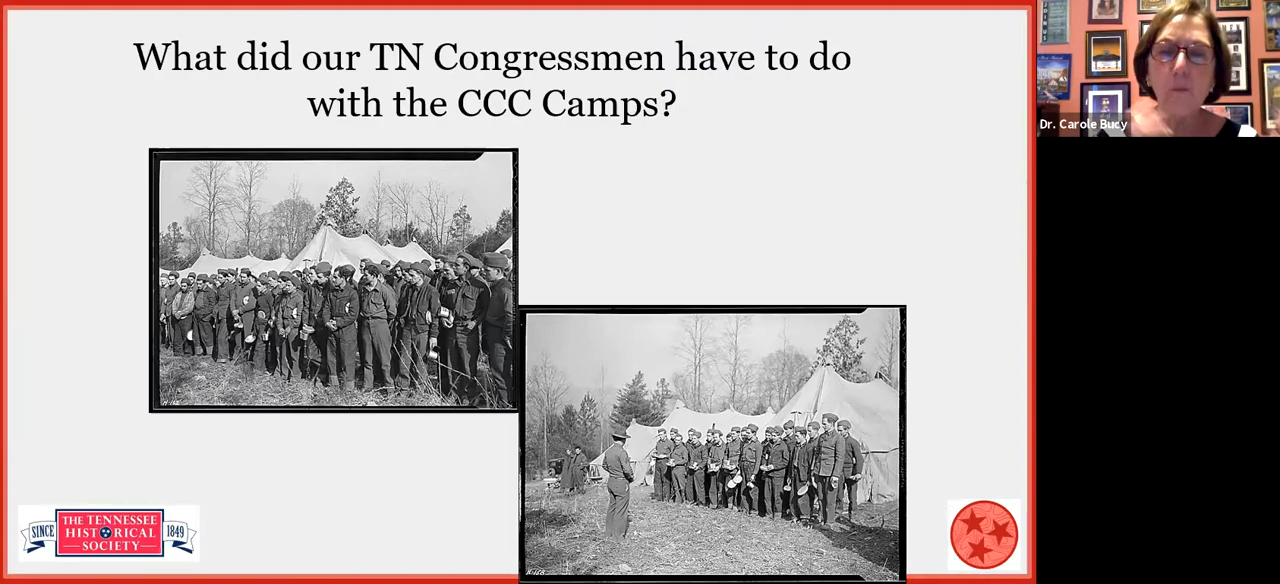 What did our TN Congressmen have to do
with the CCC Camps?
Dr. Carole Bucy
SINCE
THE TENNESSEE
HISTORICAL
SOCIETY
1849